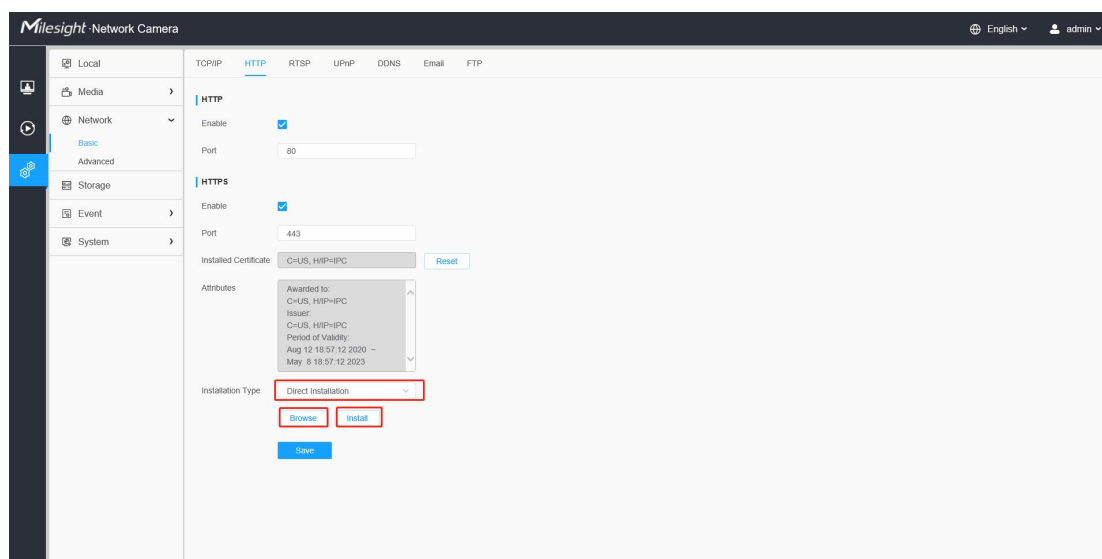 Milesight ·Network Camera
English
admin
Local
Media
Network
Basic
Advanced
Storage
Event
System
TCP/IP HTTP RTSP UPnP DDNS Email FTP
HTTP
Enable
Port 80
HTTPS
Enable
Port 443
Installed Certificate C=US, H/IP=IPC Reset
Attributes Awarded to:
C=US, H/IP=IPC
Issuer:
C=US, H/IP=IPC
Period of Validity:
Aug 12 18:57:12 2020 ~
May 8 18:57:12 2023
Installation Type Direct Installation
Browse Install
Save